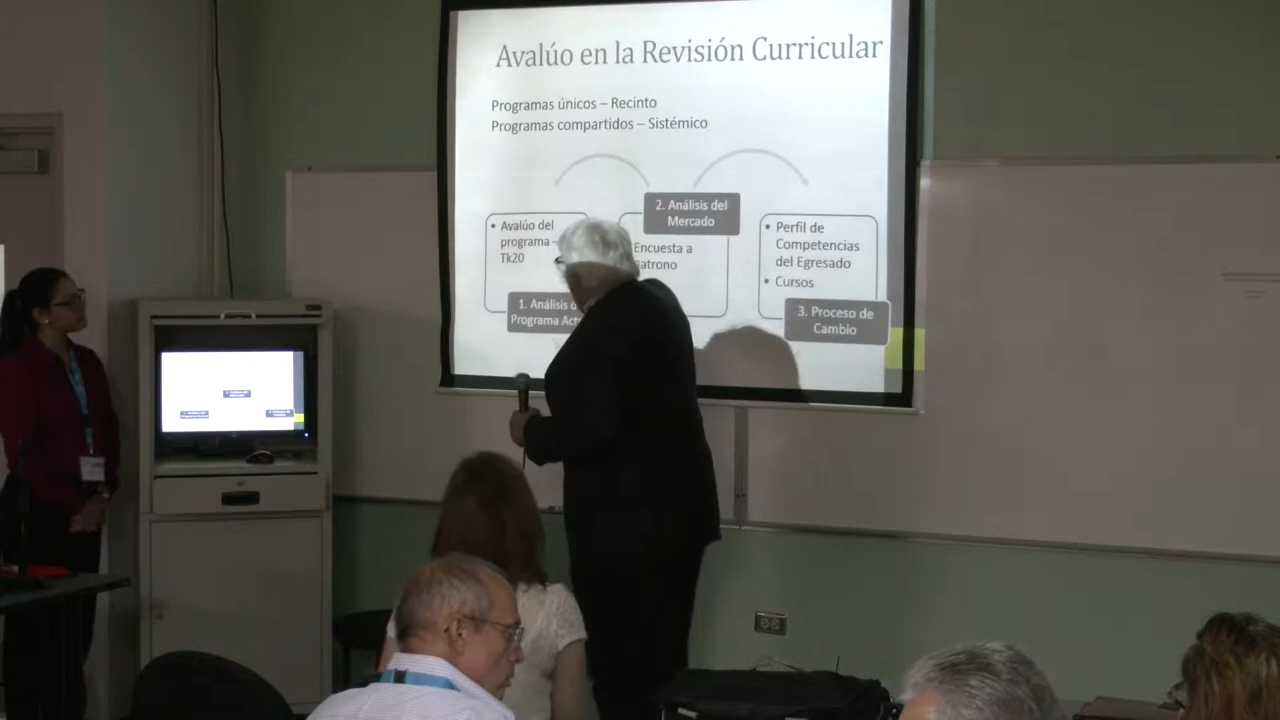 Avalúo en la Revisión Curricular
Programas únicos – Recinto
Programas compartidos – Sistémico
• Avalúo del
programa –
Tk20
1. Análisis
Programa
2. Análisis del
Mercado
Encuesta a
• Perfil de
Competencias
del Egresado
• Cursos
3. Proceso de
Cambio